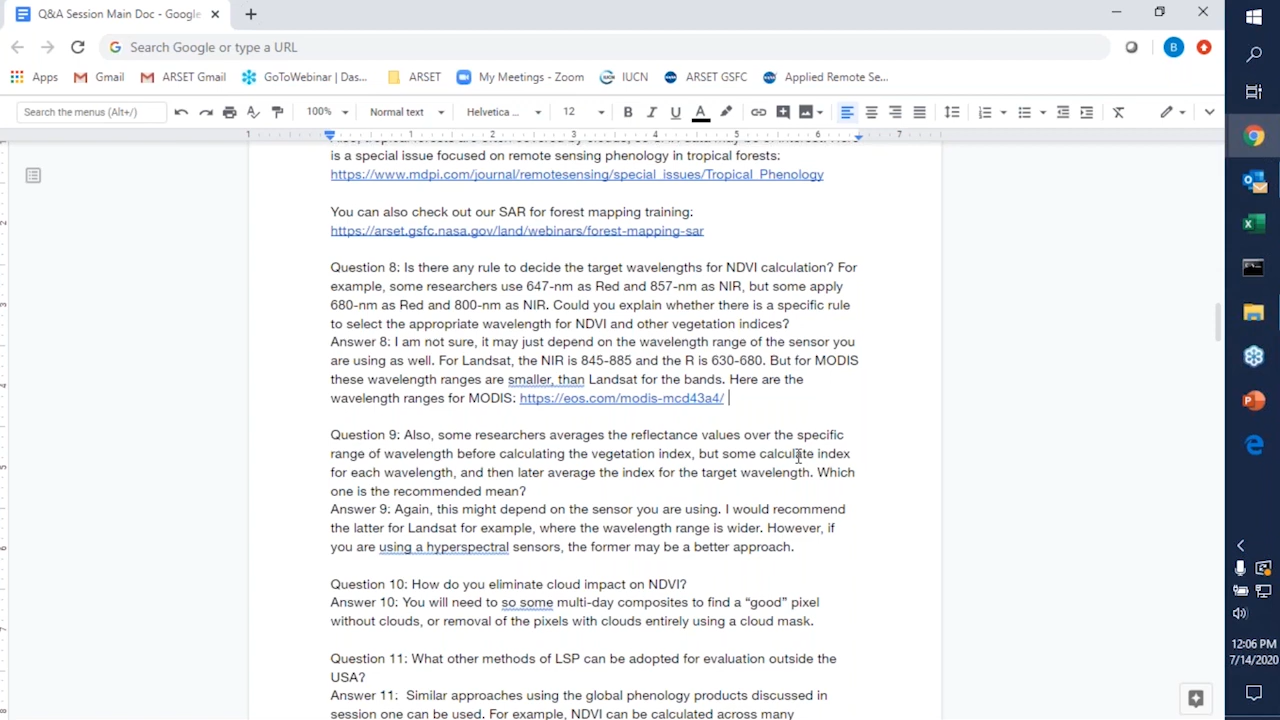 Q&A Session Main Doc - Google
Search Google or type a URL
B
Apps
Gmail
ARSET Gmail
GoToWebinar | Das...
ARSET
My Meetings - Zoom
IUCN
ARSET GSFC
Applied Remote Se...
Search the menus (Alt+/)
100%
Normal text
Helvetica ...
12
B I U A
1 1 2 3 4 5 6 7
is a special issue focused on remote sensing phenology in tropical forests:
https://www.mdpi.com/journal/remotesensing/special_issues/Tropical_Phenology
You can also check out our SAR for forest mapping training:
https://arset.gsfc.nasa.gov/land/webinars/forest-mapping-sar
Question 8: Is there any rule to decide the target wavelengths for NDVI calculation? For
example, some researchers use 647-nm as Red and 857-nm as NIR, but some apply
680-nm as Red and 800-nm as NIR. Could you explain whether there is a specific rule
to select the appropriate wavelength for NDVI and other vegetation indices?
Answer 8: I am not sure, it may just depend on the wavelength range of the sensor you
are using as well. For Landsat, the NIR is 845-885 and the R is 630-680. But for MODIS
these wavelength ranges are smaller, than Landsat for the bands. Here are the
wavelength ranges for MODIS: https://eos.com/modis-mcd43a4/
Question 9: Also, some researchers averages the reflectance values over the specific
range of wavelength before calculating the vegetation index, but some calculate index
for each wavelength, and then later average the index for the target wavelength. Which
one is the recommended mean?
Answer 9: Again, this might depend on the sensor you are using. I would recommend
the latter for Landsat for example, where the wavelength range is wider. However, if
you are using a hyperspectral sensors, the former may be a better approach.
Question 10: How do you eliminate cloud impact on NDVI?
Answer 10: You will need to so some multi-day composites to find a “good” pixel
without clouds, or removal of the pixels with clouds entirely using a cloud mask.
Question 11: What other methods of LSP can be adopted for evaluation outside the
USA?
Answer 11:  Similar approaches using the global phenology products discussed in
session one can be used. For example, NDVI can be calculated across many
12:06 PM
7/14/2020